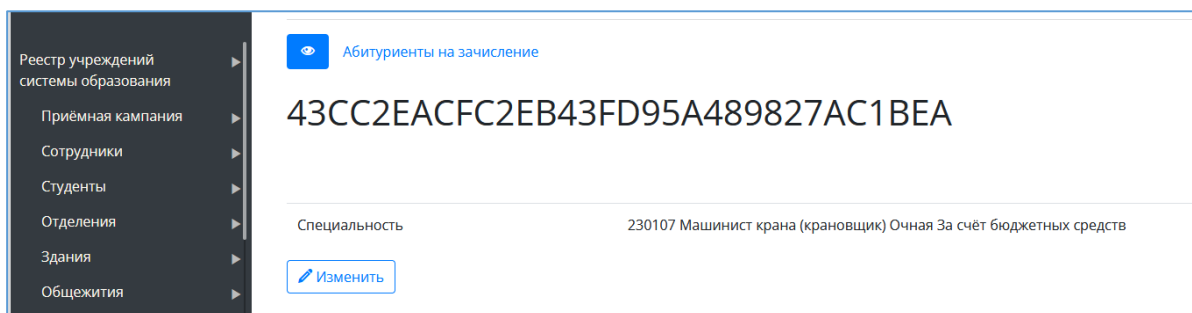 Реестр учреждений
системы образования
Приёмная кампания
Сотрудники
Студенты
Отделения
Здания
Общежития
Абитуриенты на зачисление
43CC2EACFC2EB43FD95A489827AC1BEA
Специальность 230107 Машинист крана (крановщик) Очная За счёт бюджетных средств
Изменить